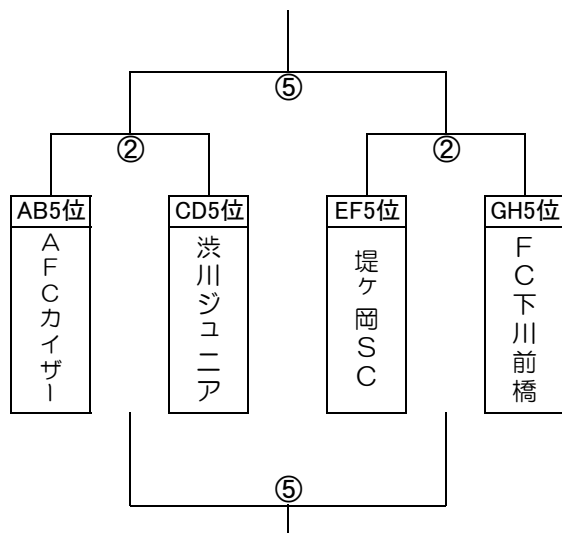 ⑤
②
②
AB5位
CD5位
EF5位
GH5位
AFCカイザー
渋川ジュニア
堤ヶ岡SC
FC下川前橋
⑤